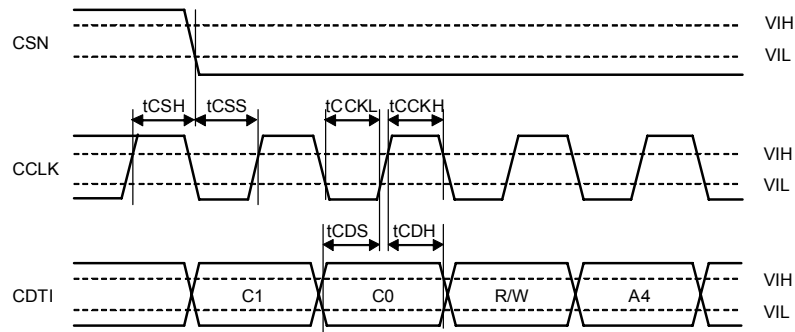 CSN
VIH
VIL
tCSH tCSS tCCKL tCCKH
CCLK
VIH
VIL
tCDS tCDH
CDTI
C1 C0 R/W A4
VIH
VIL